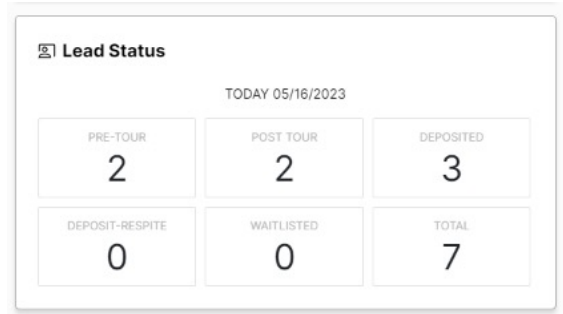 Lead Status
TODAY 05/16/2023
PRE-TOUR
2
POST TOUR
2
DEPOSITED
3
DEPOSIT-RESPITE
0
WAITLISTED
0
TOTAL
7